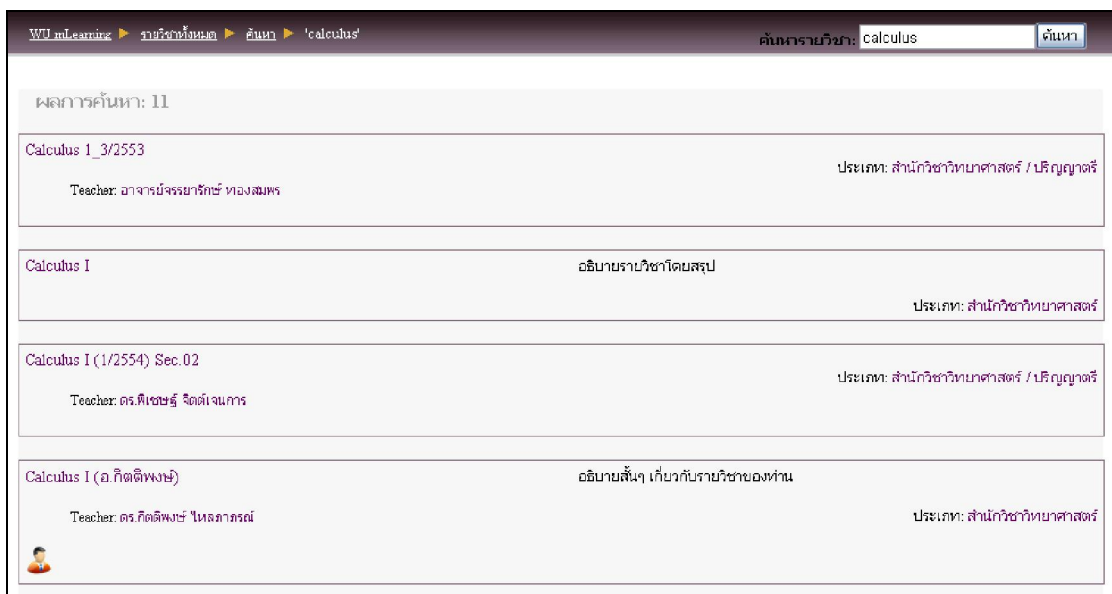 WU mLearning ▶ รายวิชาทั้งหมด ▶ ค้นหา ▶ 'calculus'
ค้นหารายวิชา: calculus ค้นหา
ผลการค้นหา: 11
Calculus 1_3/2553
ประเภท: สำนักวิชาวิทยาศาสตร์ / ปริญญาตรี
Teacher: อาจารย์จรรยารักษ์ ทองสมพร
Calculus I
อธิบายรายวิชาโดยสรุป
ประเภท: สำนักวิชาวิทยาศาสตร์
Calculus I (1/2554) Sec.02
ประเภท: สำนักวิชาวิทยาศาสตร์ / ปริญญาตรี
Teacher: ดร.พิเชษฐ์ จิตต์เจนการ
Calculus I (อ.กิตติพงษ์)
อธิบายสั้นๆ เกี่ยวกับรายวิชาของท่าน
Teacher: ดร.กิตติพงษ์ ไหลภาภรณ์
ประเภท: สำนักวิชาวิทยาศาสตร์